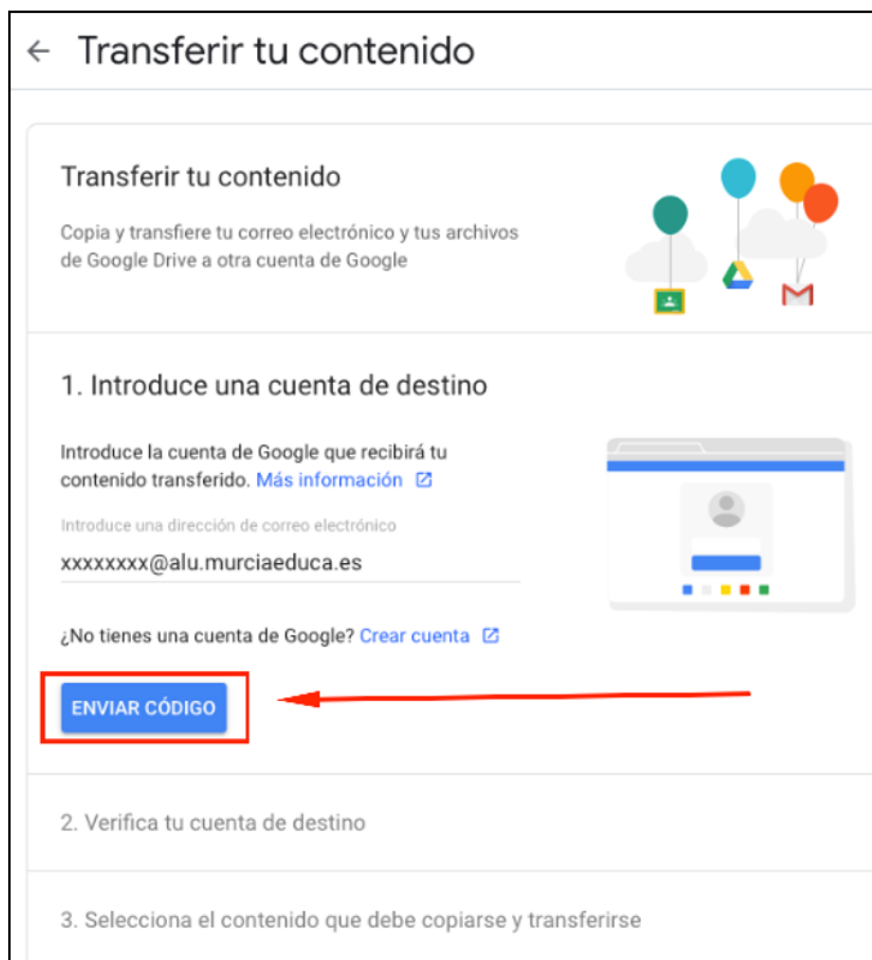 Transferir tu contenido
Transferir tu contenido
Copia y transfiere tu correo electrónico y tus archivos
de Google Drive a otra cuenta de Google
1. Introduce una cuenta de destino
Introduce la cuenta de Google que recibirá tu
contenido transferido. Más información
Introduce una dirección de correo electrónico
xxxxxxxx@alu.murciaeduca.es
¿No tienes una cuenta de Google? Crear cuenta
ENVIAR CÓDIGO
2. Verifica tu cuenta de destino
3. Selecciona el contenido que debe copiarse y transferirse